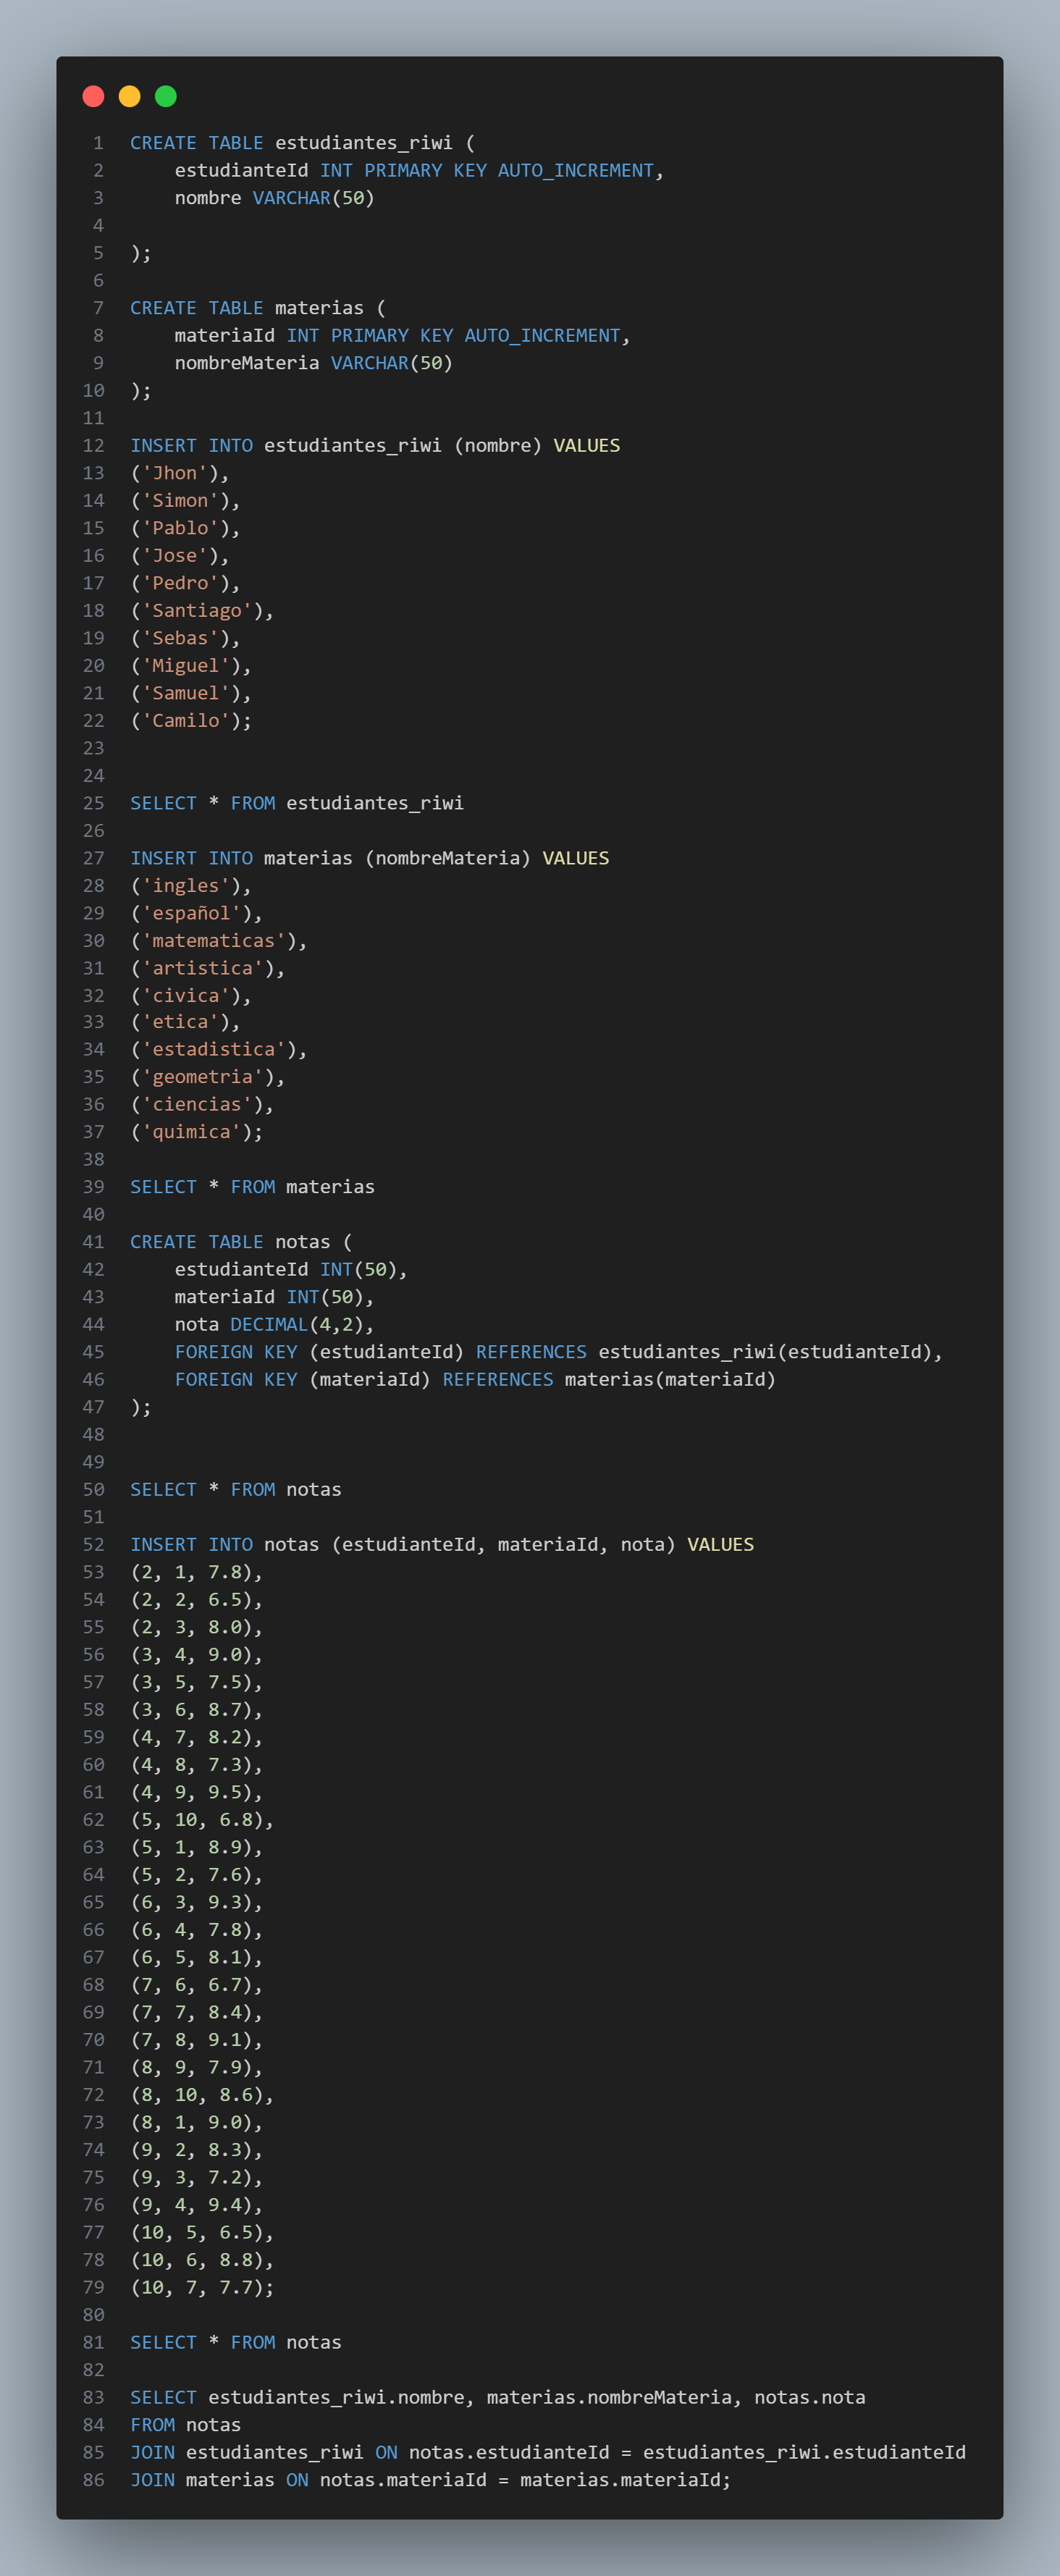 1 CREATE TABLE estudiantes_riwi (
2     estudianteId INT PRIMARY KEY AUTO_INCREMENT,
3     nombre VARCHAR(50)
4
5 );
6
7 CREATE TABLE materias (
8     materiaId INT PRIMARY KEY AUTO_INCREMENT,
9     nombreMateria VARCHAR(50)
10 );
11
12 INSERT INTO estudiantes_riwi (nombre) VALUES
13 ('Jhon'),
14 ('Simon'),
15 ('Pablo'),
16 ('Jose'),
17 ('Pedro'),
18 ('Santiago'),
19 ('Sebas'),
20 ('Miguel'),
21 ('Samuel'),
22 ('Camilo');
23
24
25 SELECT * FROM estudiantes_riwi
26
27 INSERT INTO materias (nombreMateria) VALUES
28 ('ingles'),
29 ('español'),
30 ('matematicas'),
31 ('artistica'),
32 ('civica'),
33 ('etica'),
34 ('estadistica'),
35 ('geometria'),
36 ('ciencias'),
37 ('quimica');
38
39 SELECT * FROM materias
40
41 CREATE TABLE notas (
42     estudianteId INT(50),
43     materiaId INT(50),
44     nota DECIMAL(4,2),
45     FOREIGN KEY (estudianteId) REFERENCES estudiantes_riwi(estudianteId),
46     FOREIGN KEY (materiaId) REFERENCES materias(materiaId)
47 );
48
49
50 SELECT * FROM notas
51
52 INSERT INTO notas (estudianteId, materiaId, nota) VALUES
53 (2, 1, 7.8),
54 (2, 2, 6.5),
55 (2, 3, 8.0),
56 (3, 4, 9.0),
57 (3, 5, 7.5),
58 (3, 6, 8.7),
59 (4, 7, 8.2),
60 (4, 8, 7.3),
61 (4, 9, 9.5),
62 (5, 10, 6.8),
63 (5, 1, 8.9),
64 (5, 2, 7.6),
65 (6, 3, 9.3),
66 (6, 4, 7.8),
67 (6, 5, 8.1),
68 (7, 6, 6.7),
69 (7, 7, 8.4),
70 (7, 8, 9.1),
71 (8, 9, 7.9),
72 (8, 10, 8.6),
73 (8, 1, 9.0),
74 (9, 2, 8.3),
75 (9, 3, 7.2),
76 (9, 4, 9.4),
77 (10, 5, 6.5),
78 (10, 6, 8.8),
79 (10, 7, 7.7);
80
81 SELECT * FROM notas
82
83 SELECT estudiantes_riwi.nombre, materias.nombreMateria, notas.nota
84 FROM notas
85 JOIN estudiantes_riwi ON notas.estudianteId = estudiantes_riwi.estudianteId
86 JOIN materias ON notas.materiaId = materias.materiaId;